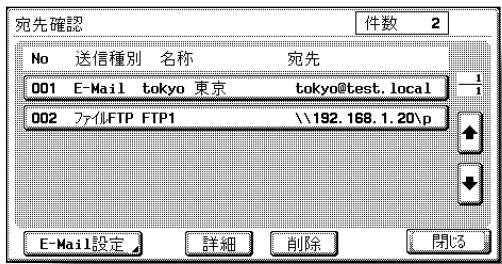 宛先確認 件数 2
No 送信種別 名称 宛先
001 E-Mail tokyo 東京 tokyo@test.local
1
1
002 ファイルFTP FTP1 \\192.168.1.20\p
E-Mail設定 詳細 削除 閉じる